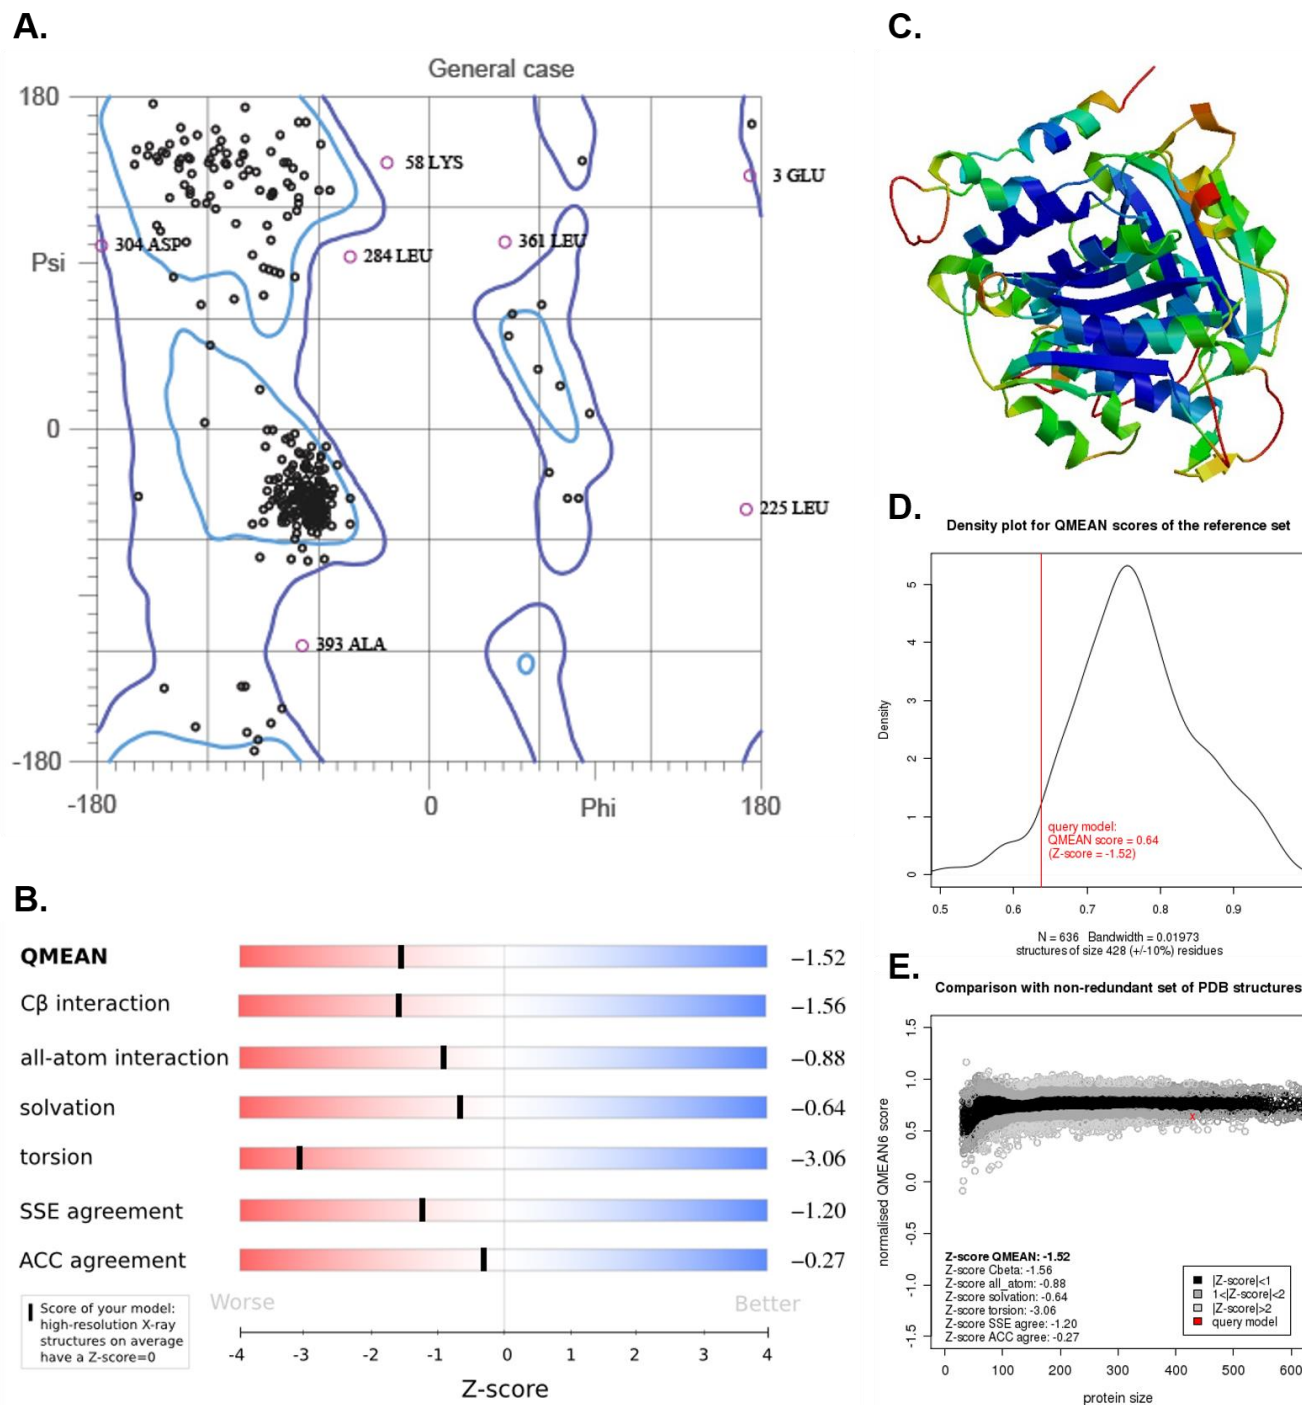 A.
General case
180
58 LYS
3 GLU
304 ASP
361 LEU
284 LEU
Psi
0
225 LEU
393 ALA
-180
-180
0
Phi
180
B.
QMEAN
−1.52
Cβ interaction
−1.56
all-atom interaction
−0.88
solvation
−0.64
torsion
−3.06
SSE agreement
−1.20
ACC agreement
−0.27
Worse
Better
Score of your model:
high-resolution X-ray
structures on average
have a Z-score=0
-4 -3 -2 -1 0 1 2 3 4
Z-score
C.
D.
Density plot for QMEAN scores of the reference set
5
4
3
2
1
0
Density
query model:
QMEAN score = 0.64
(Z-score = -1.52)
0.5 0.6 0.7 0.8 0.9
N = 636 Bandwidth = 0.01973
structures of size 428 (+/-10%) residues
E.
Comparison with non-redundant set of PDB structures
1.5
1.0
0.5
0.0
-0.5
-1.0
-1.5
normalised QMEAN6 score
x
Z-score QMEAN: -1.52
Z-score Cbeta: -1.56
Z-score all_atom: -0.88
Z-score solvation: -0.64
Z-score torsion: -3.06
Z-score SSE agree: -1.20
Z-score ACC agree: -0.27
|Z-score|<1
1<|Z-score|<2
|Z-score|>2
query model
0 100 200 300 400 500 600
protein size